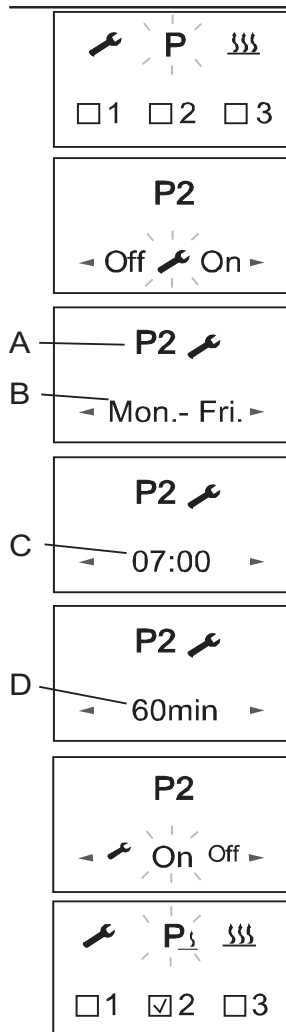 P
☐ 1 ☐ 2 ☐ 3
P2
Off On
A P2
B Mon.- Fri.
P2
C 07:00
P2
D 60min
P2
On Off
P
☐ 1 ☑ 2 ☐ 3